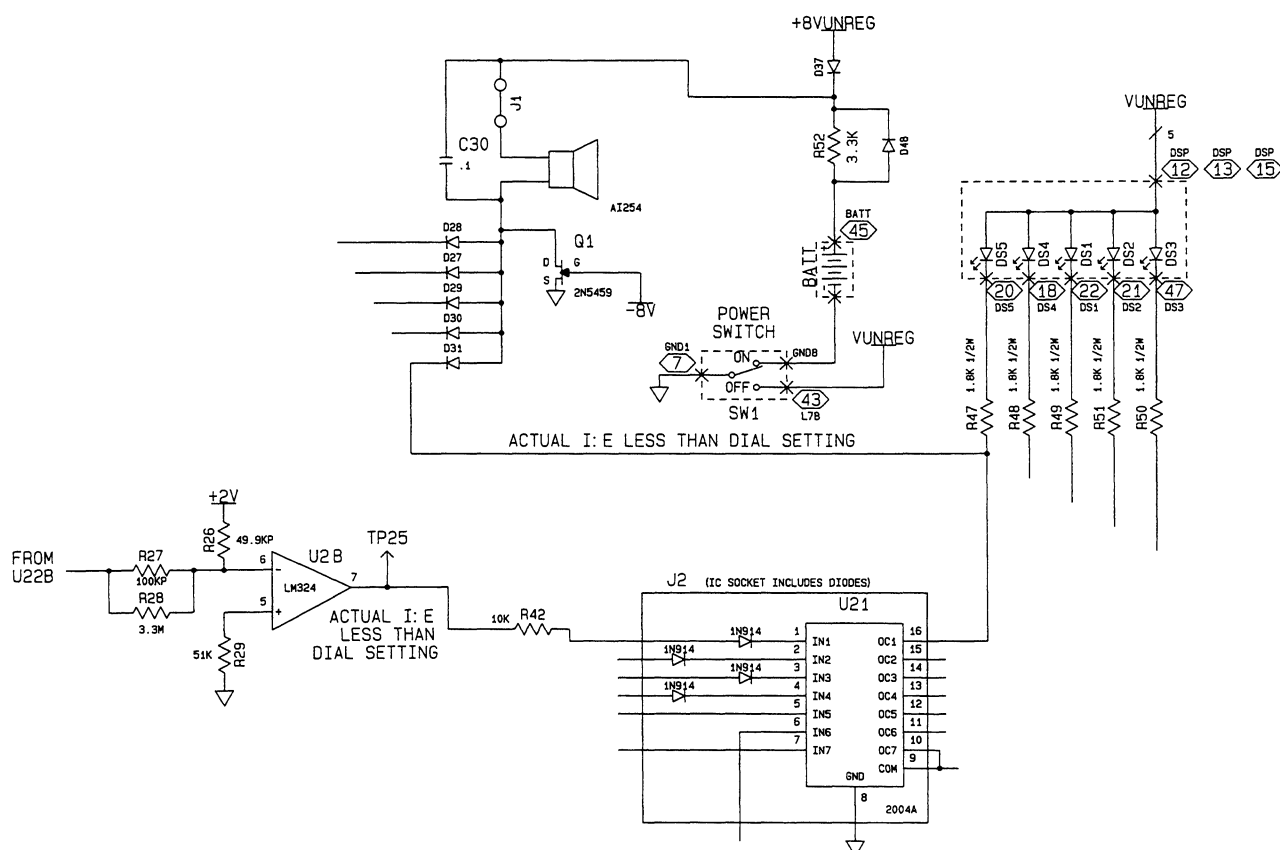 +8VUNREG
D37
J1
C30
.1
R52
3.3K
D48
AI254
VUNREG
5
DSP
DSP
DSP
12
13
15
BATT
45
D28
D27
D29
D30
D31
Q1
D
G
S
2N5459
-8V
+
BATT
DS5
DS4
DS1
DS2
DS3
20
18
22
21
47
DS5
DS4
DS1
DS2
DS3
POWER
SWITCH
GND1
7
ON
OFF
GND8
SW1
43
L7B
VUNREG
1.8K 1/2W
1.8K 1/2W
1.8K 1/2W
1.8K 1/2W
1.8K 1/2W
R47
R48
R49
R51
R50
ACTUAL I:E LESS THAN DIAL SETTING
+2V
R26
49.9KP
FROM
U22B
R27
100KP
R28
3.3M
6
-
5
+
U2B
LM324
7
TP25
51K
R29
ACTUAL I:E
LESS THAN
DIAL SETTING
10K
R42
J2
(IC SOCKET INCLUDES DIODES)
U21
1N914
1
IN1
OC1
16
1N914
2
IN2
OC2
15
1N914
3
IN3
OC3
14
1N914
4
IN4
OC4
13
5
IN5
OC5
12
6
IN6
OC6
11
7
IN7
OC7
10
COM
9
GND
8
2004A